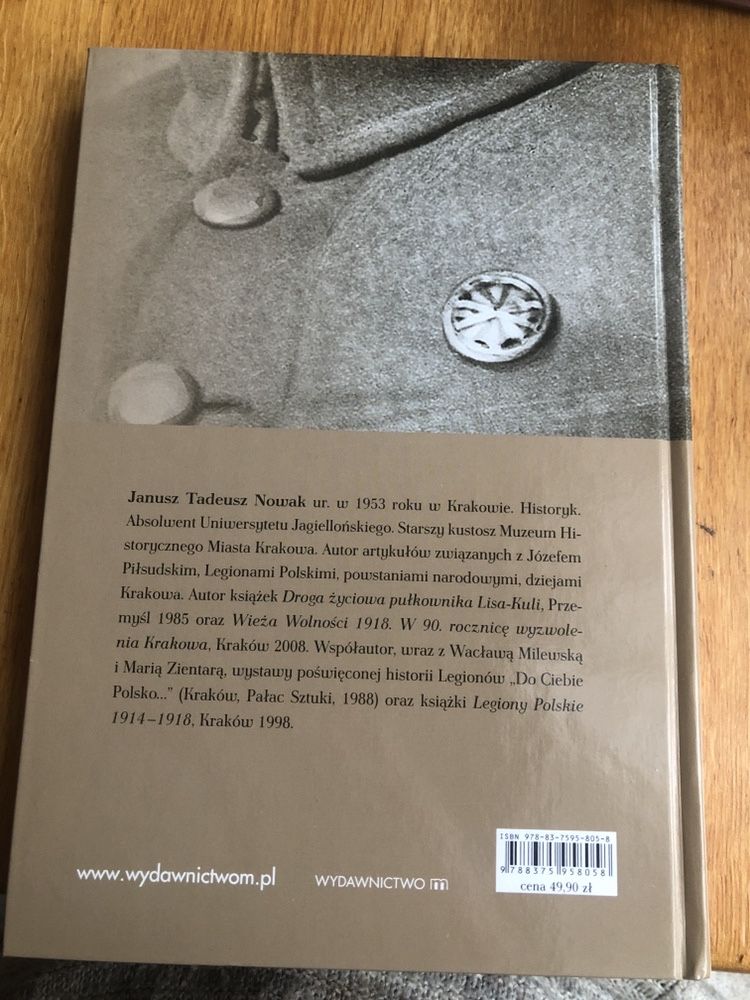 Janusz Tadeusz Nowak ur. w 1953 roku w Krakowie. Historyk.
Absolwent Uniwersytetu Jagiellońskiego. Starszy kustosz Muzeum Hi-
storycznego Miasta Krakowa. Autor artykułów związanych z Józefem
Piłsudskim, Legionami Polskimi, powstaniami narodowymi, dziejami
Krakowa. Autor książek Droga życiowa pułkownika Lisa-Kuli, Prze-
myśl 1985 oraz Wieża Wolności 1918. W 90. rocznicę wyzwole-
nia Krakowa, Kraków 2008. Współautor, wraz z Wacławą Milewską
i Marią Zientarą, wystawy poświęconej historii Legionów „Do Ciebie
Polsko...” (Kraków, Pałac Sztuki, 1988) oraz książki Legiony Polskie
1914–1918, Kraków 1998.
ISBN 978-83-7595-805-8
9 788375 958058
cena 49,90 zł
www.wydawnictwom.pl
WYDAWNICTWO m